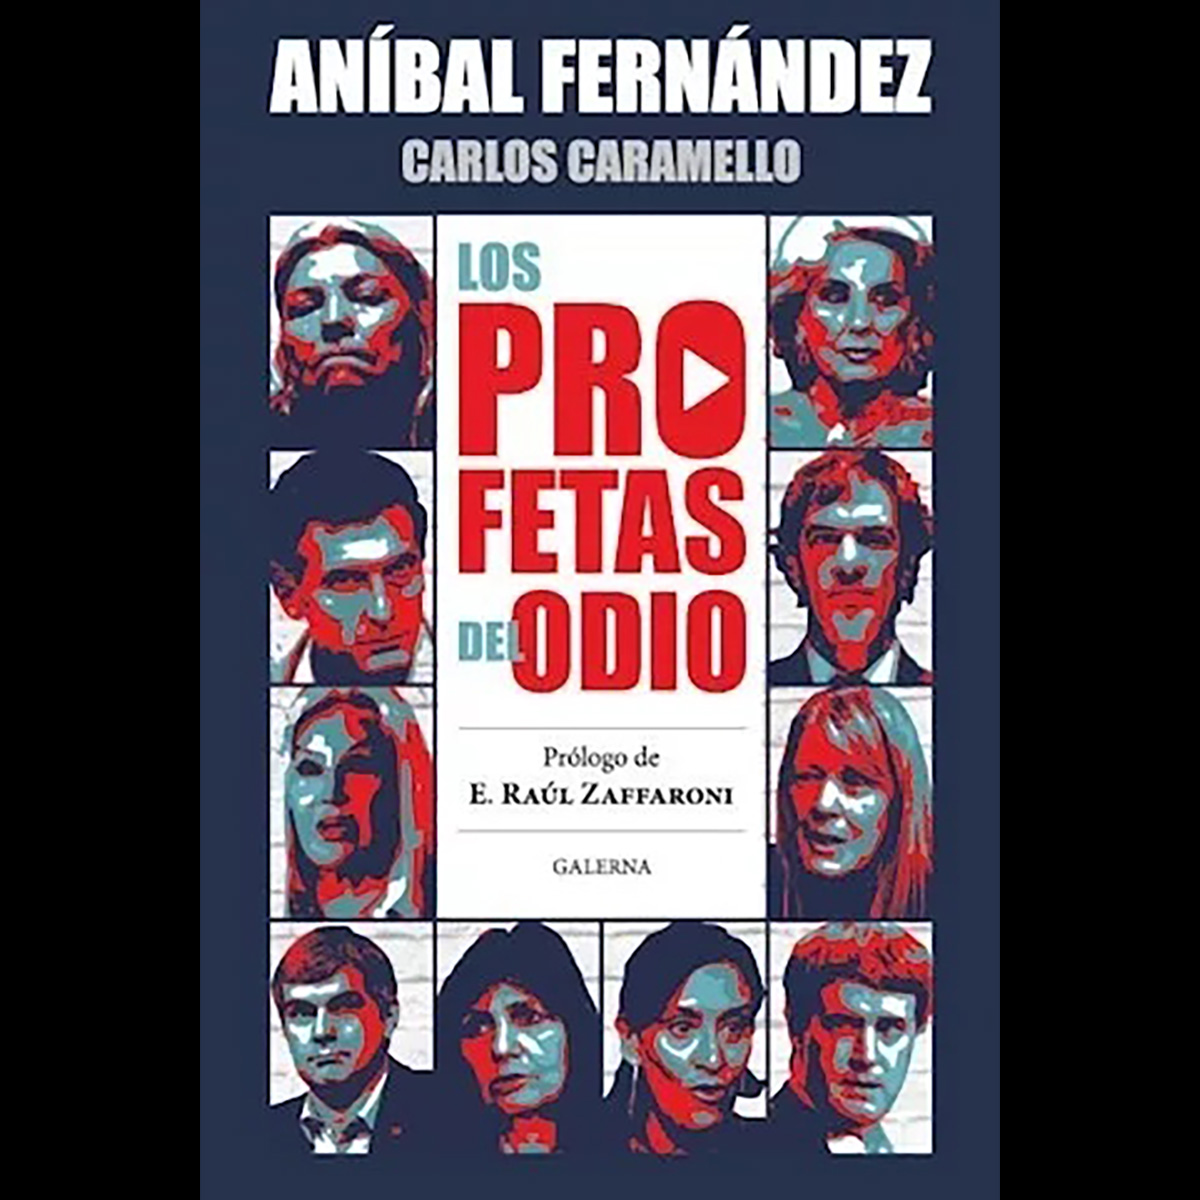 ANÍBAL FERNÁNDEZ
CARLOS CARAMELLO
LOS
PRO
FETAS
DEL ODIO
Prólogo de
E. RAÚL ZAFFARONI
GALERNA